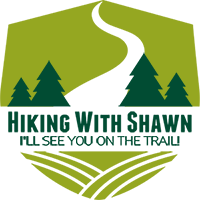 Hiking With Shawn
I'LL SEE YOU ON THE TRAIL!